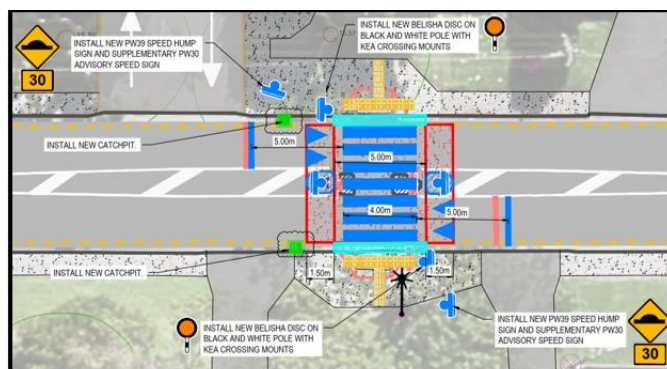 INSTALL NEW BELISHA DISC ON
BLACK AND WHITE POLE WITH
KEA CROSSING MOUNTS
INSTALL NEW PW39 SPEED HUMP
SIGN AND SUPPLEMENTARY PW30
ADVISORY SPEED SIGN
30
INSTALL NEW CATCHPIT.
5.00m
5.00m
4.00m
5.00m
INSTALL NEW CATCHPIT.
1.50m
1.50m
INSTALL NEW BELISHA DISC ON
BLACK AND WHITE POLE WITH
KEA CROSSING MOUNTS
INSTALL NEW PW39 SPEED HUMP
SIGN AND SUPPLEMENTARY PW30
ADVISORY SPEED SIGN
30